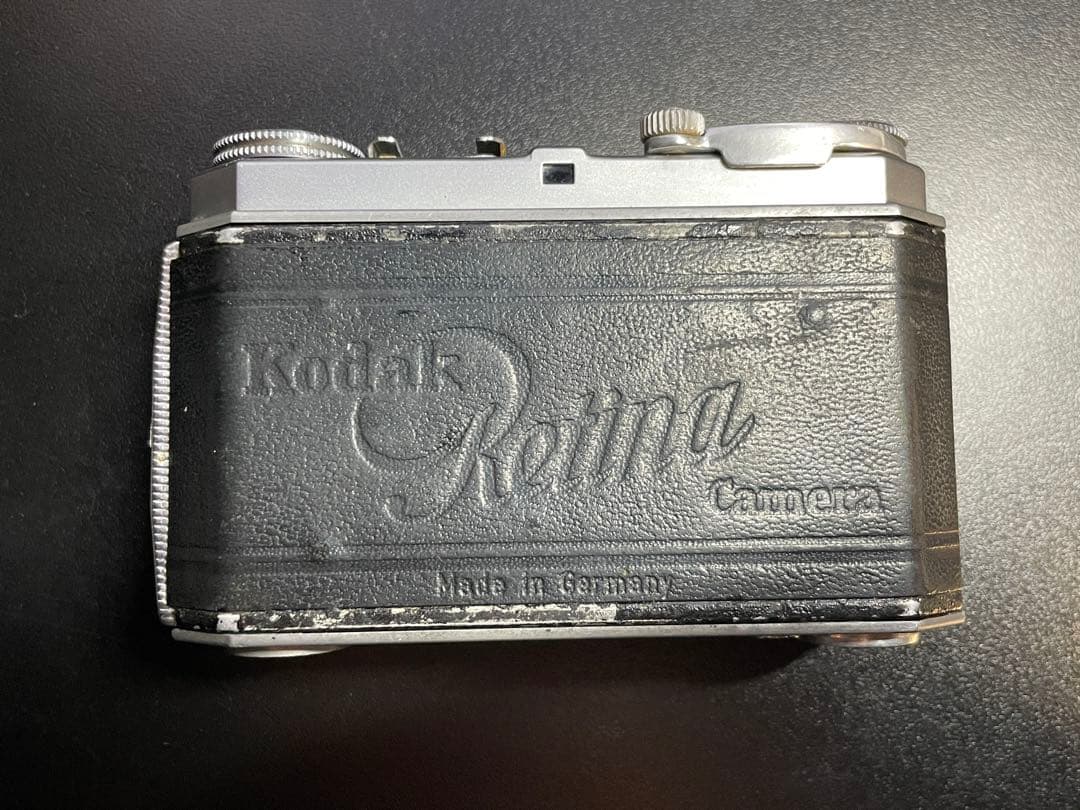 Kodak
Retina
Camera
Made in Germany